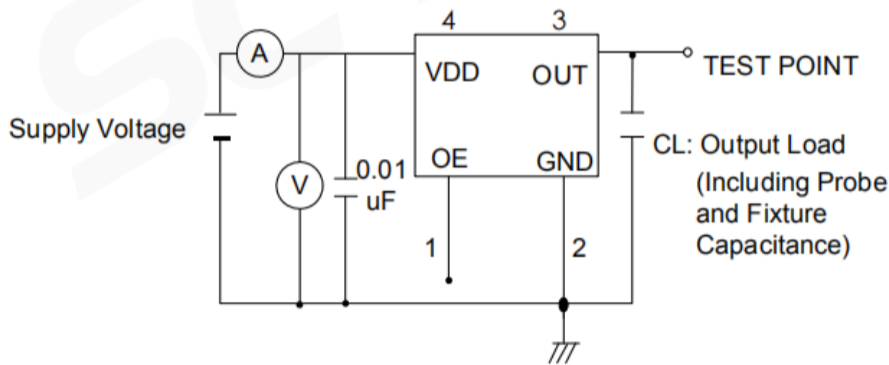 4 3
A
VDD OUT
TEST POINT
Supply Voltage
V
0.01
uF
OE GND
CL: Output Load
(Including Probe
and Fixture
Capacitance)
1 2